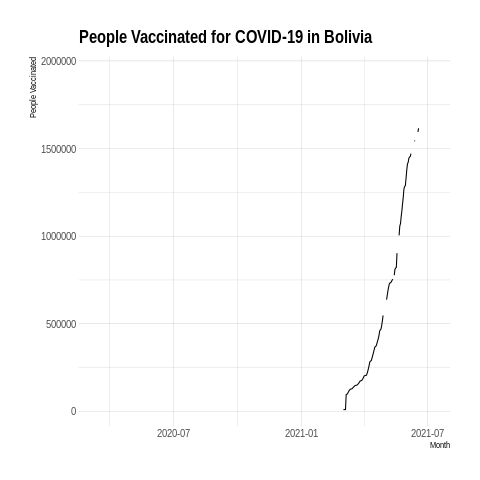 People Vaccinated for COVID-19 in Bolivia
People Vaccinated
2000000
1500000
1000000
500000
0
2020-07
2021-01
2021-07
Month